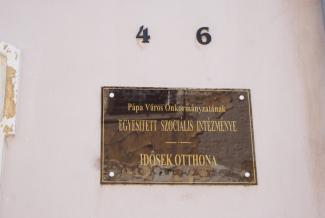 4 6
Pápa Város Önkormányzatának
EGYESÍTETT SZOCIÁLIS INTÉZMÉNYE
IDŐSEK OTTHONA